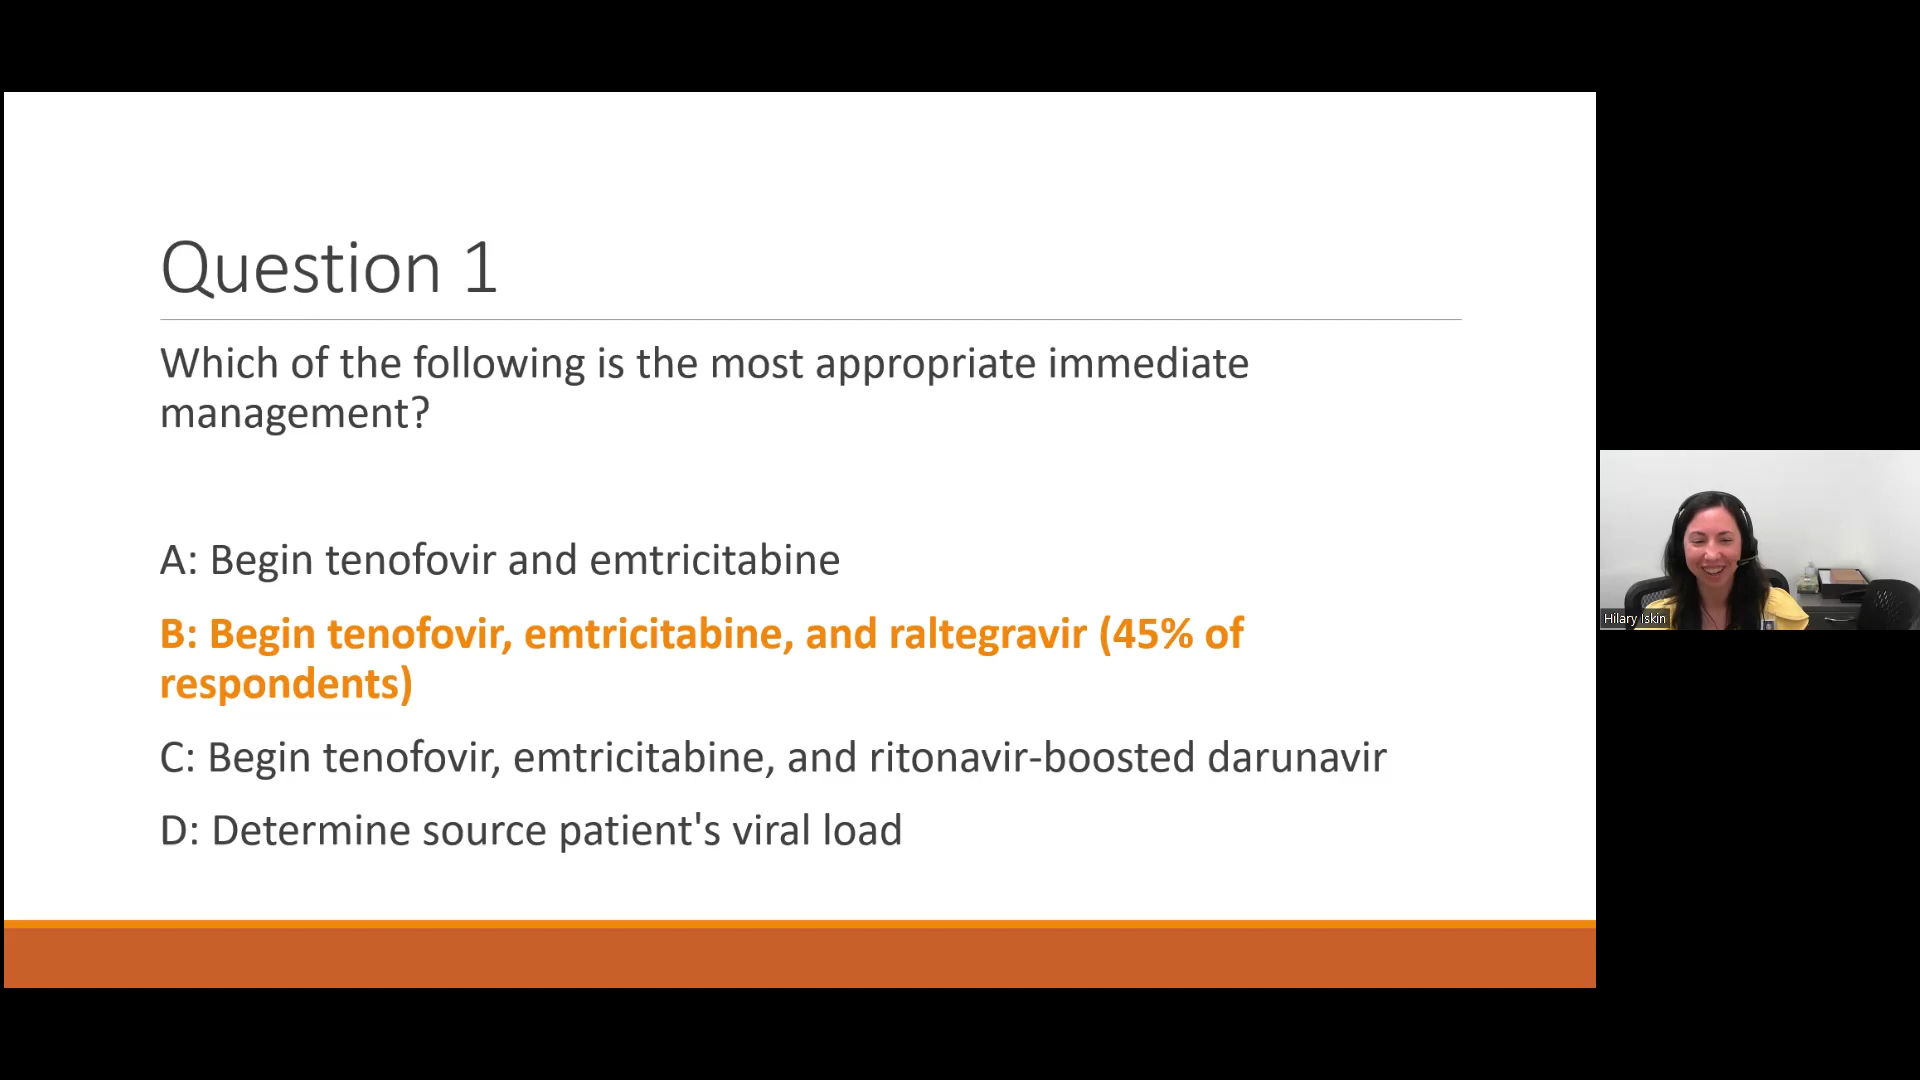 Question 1
Which of the following is the most appropriate immediate
management?
A: Begin tenofovir and emtricitabine
B: Begin tenofovir, emtricitabine, and raltegravir (45% of
respondents)
C: Begin tenofovir, emtricitabine, and ritonavir-boosted darunavir
D: Determine source patient's viral load
Hilary Iskin